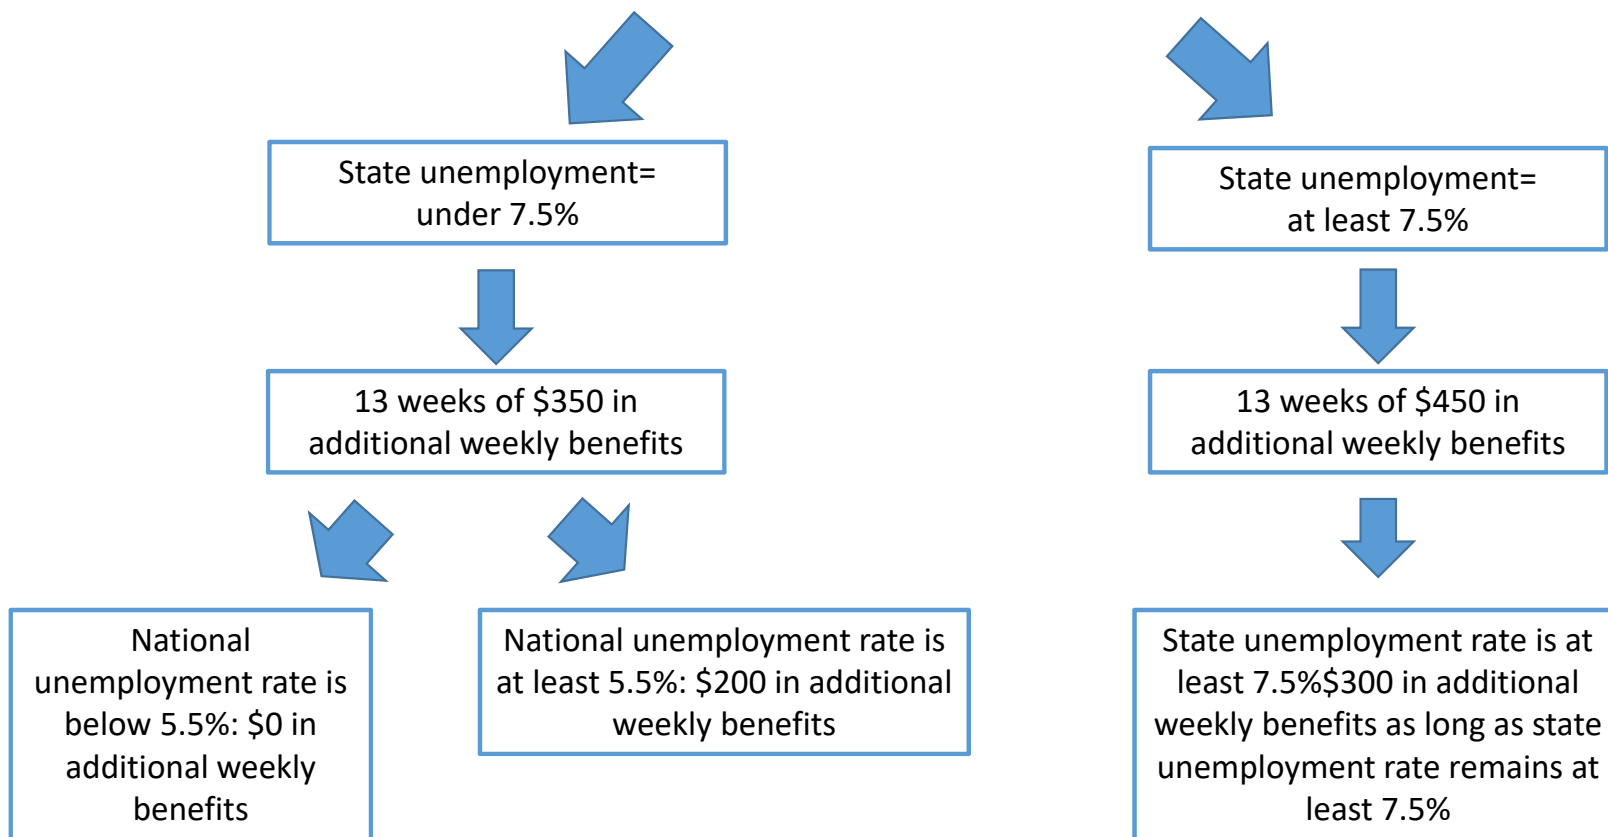 State unemployment=
under 7.5%
State unemployment=
at least 7.5%
13 weeks of $350 in
additional weekly benefits
13 weeks of $450 in
additional weekly benefits
National
unemployment rate is
below 5.5%: $0 in
additional weekly
benefits
National unemployment rate is
at least 5.5%: $200 in additional
weekly benefits
State unemployment rate is at
least 7.5%$300 in additional
weekly benefits as long as state
unemployment rate remains at
least 7.5%